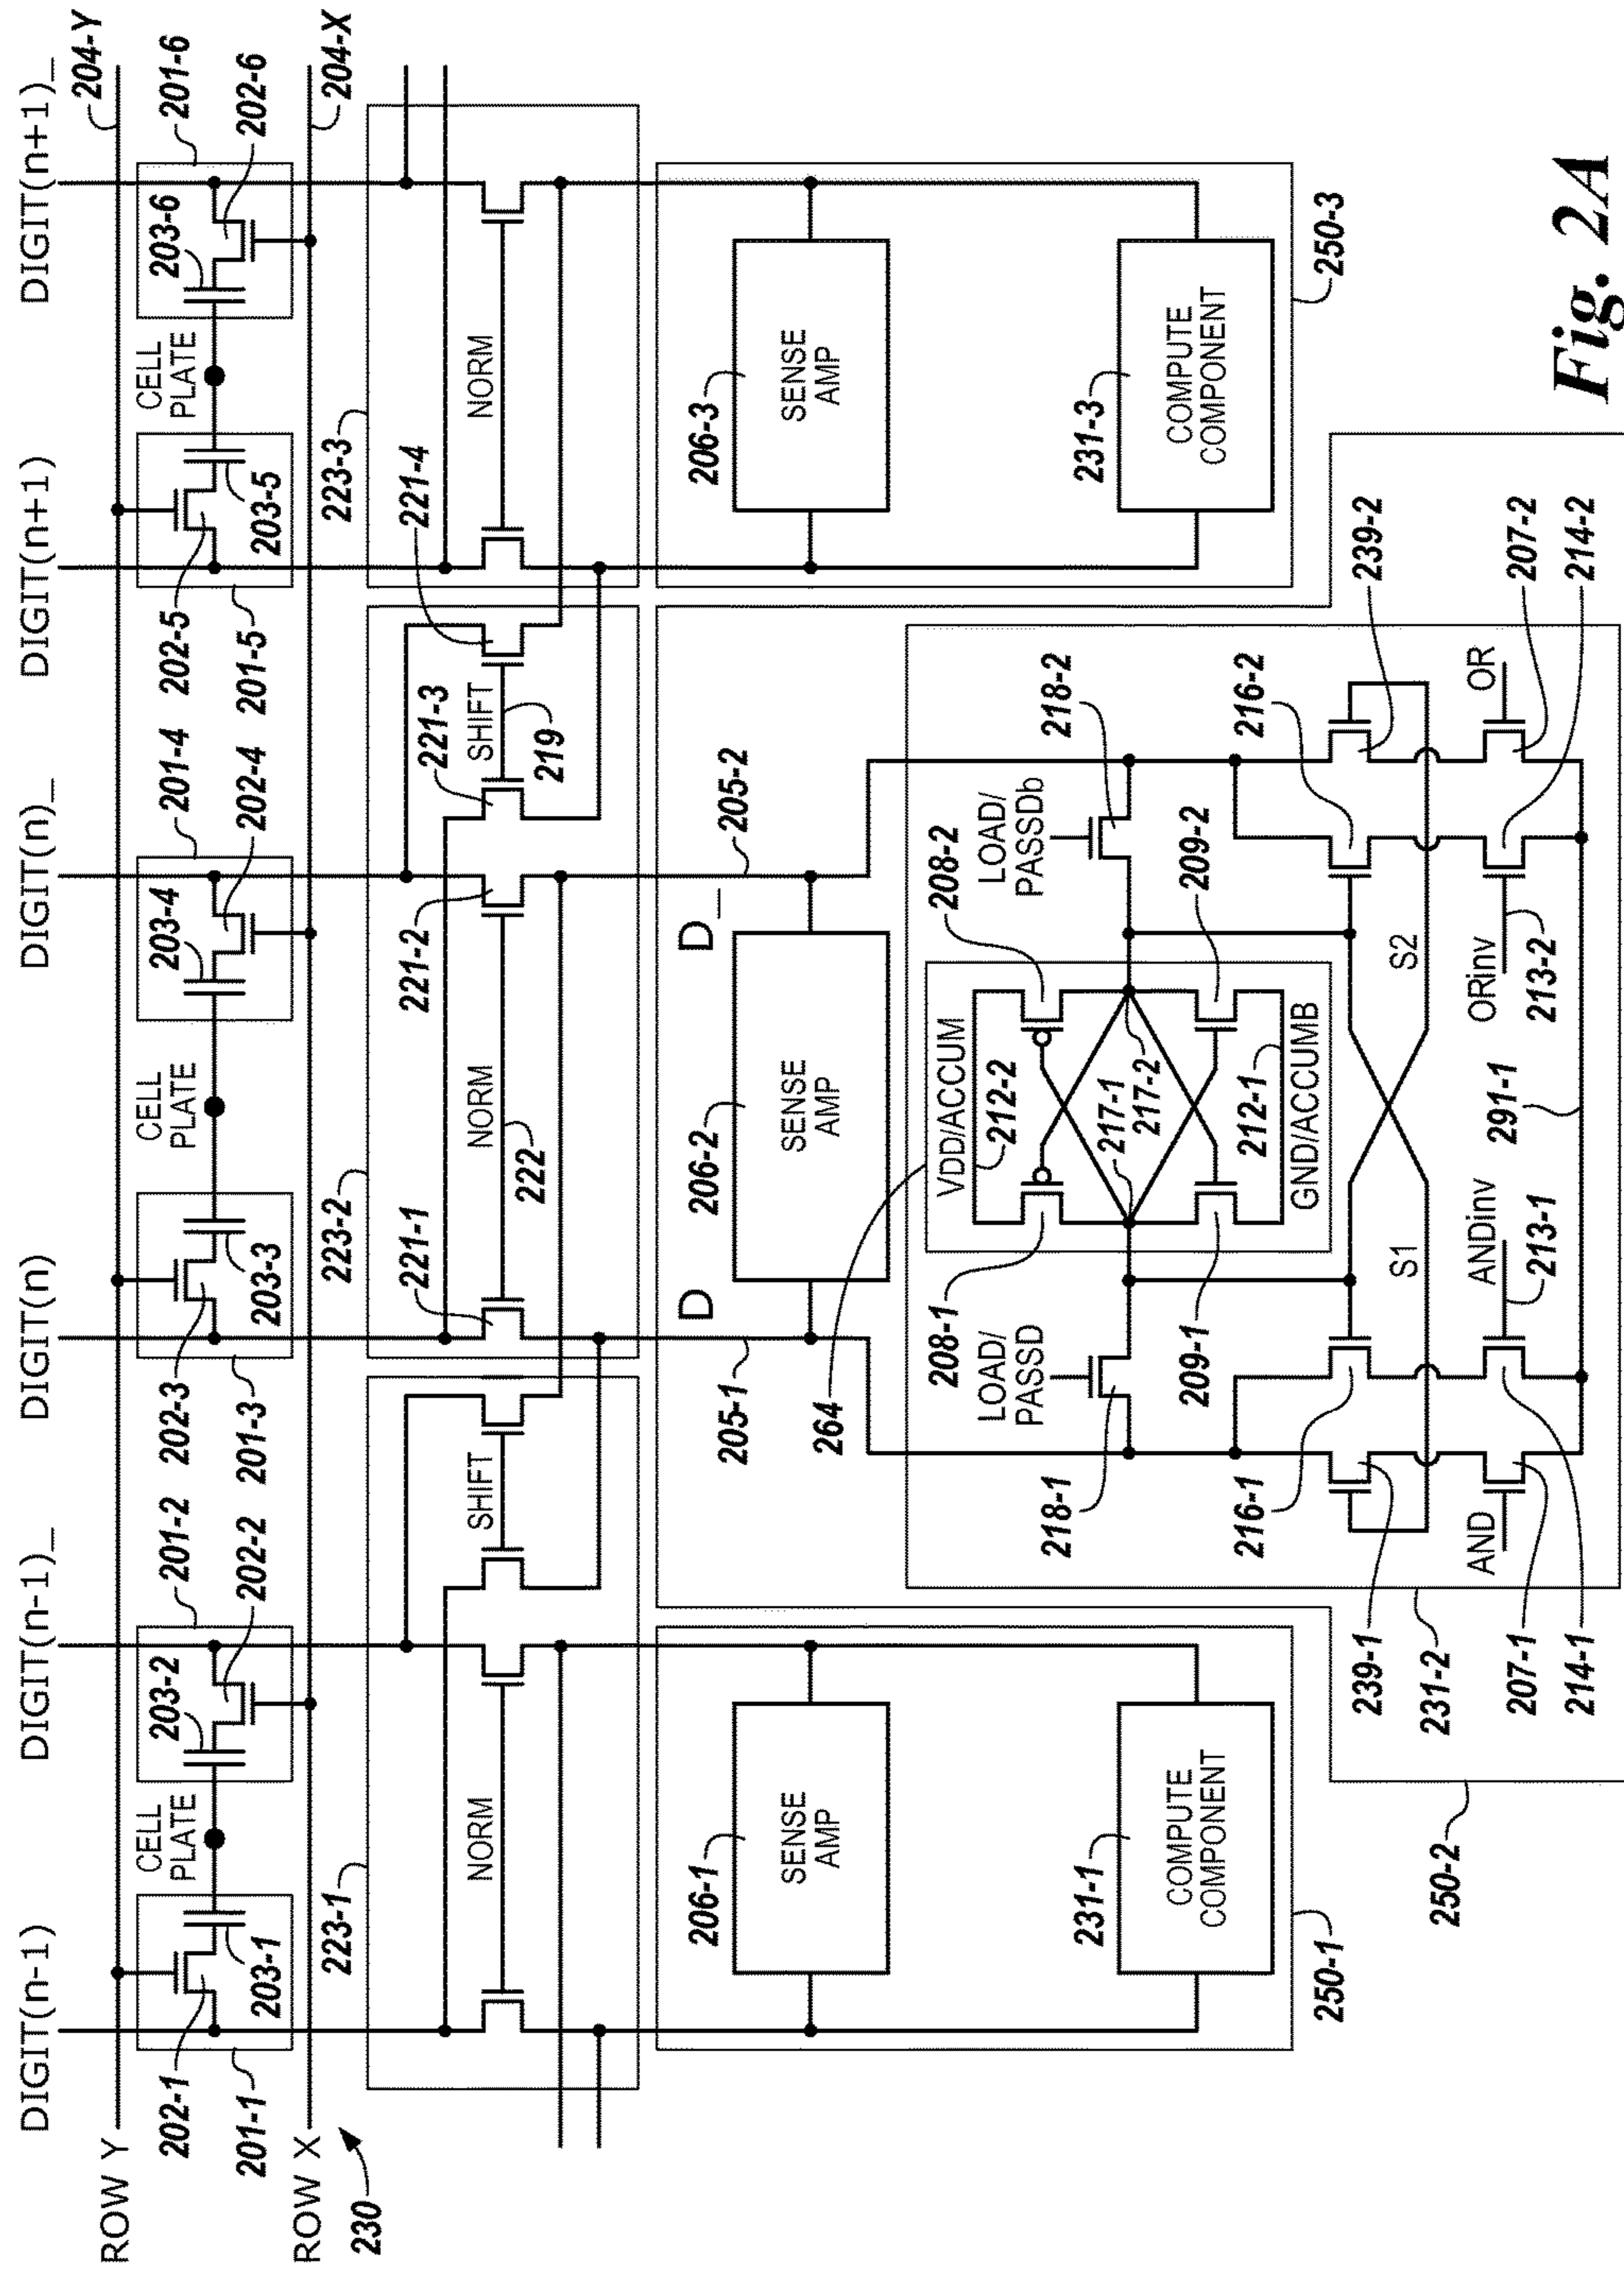 DIGIT(n-1)
DIGIT(n-1)_
DIGIT(n)
DIGIT(n)_
DIGIT(n+1)
DIGIT(n+1)_
ROW Y
204-Y
202-1
203-1
201-1
CELL
PLATE
203-2
201-2
202-2
202-3
203-3
201-3
CELL
PLATE
203-4
201-4
202-4
202-5
203-5
201-5
CELL
PLATE
203-6
201-6
202-6
ROW X
204-X
230
223-1
NORM
SHIFT
223-2
221-1
NORM
222
221-2
221-3
SHIFT
219
221-4
223-3
NORM
206-1
SENSE
AMP
231-1
COMPUTE
COMPONENT
250-1
205-1
D
206-2
SENSE
AMP
D_
205-2
206-3
SENSE
AMP
231-3
COMPUTE
COMPONENT
250-3
264
VDD/ACCUM
212-2
208-1
208-2
LOAD/
PASSD
218-1
LOAD/
PASSDb
218-2
217-1
217-2
209-1
209-2
212-1
GND/ACCUMB
216-1
216-2
239-1
239-2
S1
S2
231-2
AND
207-1
ANDinv
213-1
214-1
291-1
ORinv
213-2
OR
207-2
214-2
250-2
Fig. 2A